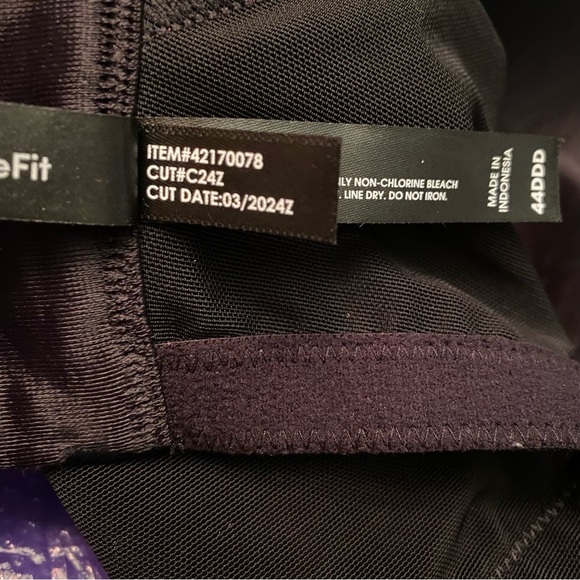 eFit
ITEM#42170078
CUT#C24Z
CUT DATE:03/2024Z
NON-CHLORINE BLEACH
LINE DRY. DO NOT IRON.
MADE IN
INDONESIA
44DDD